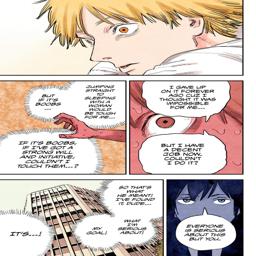 I GAVE UP
ON IT FOREVER
AGO CUZ I
THOUGHT IT WAS
IMPOSSIBLE FOR
ME...
JUMPING
STRAIGHT
TO
SLEEPING
WITH A
WOMAN
WOULD
BE TOUGH
FOR ME...
BUT IF
IT'S
BOOBS
...
BUT I HAVE
A DECENT
JOB NOW.
COULDN'T
I DO IT?...
IF IT'S BOOBS,
IF I'VE GOT A
STRONG WILL
AND INITIATIVE,
COULDN'T I
TOUCH THEM...?
EVERYONE
IS SERIOUS
ABOUT THIS
BUT YOU.
SO THAT'S
WHAT
HE MEANT!
I'VE FOUND
IT, DUDE...
WHAT
I'M
SERIOUS
ABOUT!
MY
GOAL!
IT'S...!